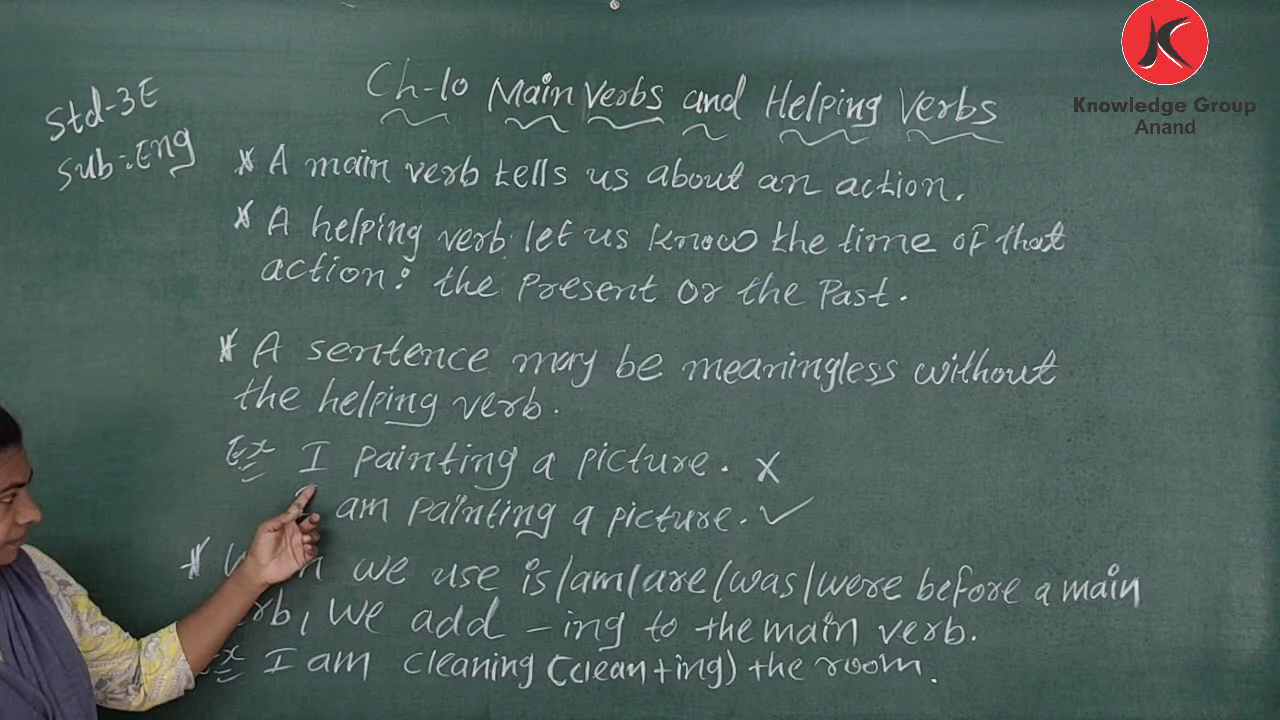 Knowledge Group
Anand
Std-3E
Sub:Eng
Ch-10 Main Verbs and Helping Verbs
* A main verb tells us about an action.
* A helping verb let us know the time of that
action: the Present or the Past.
* A sentence may be meaningless without
the helping verb.
Ex I painting a picture. X
am painting a picture. ✓
* we use is/am/are/was/were before a main
we add -ing to the main verb.
I am cleaning (clean+ing) the room.